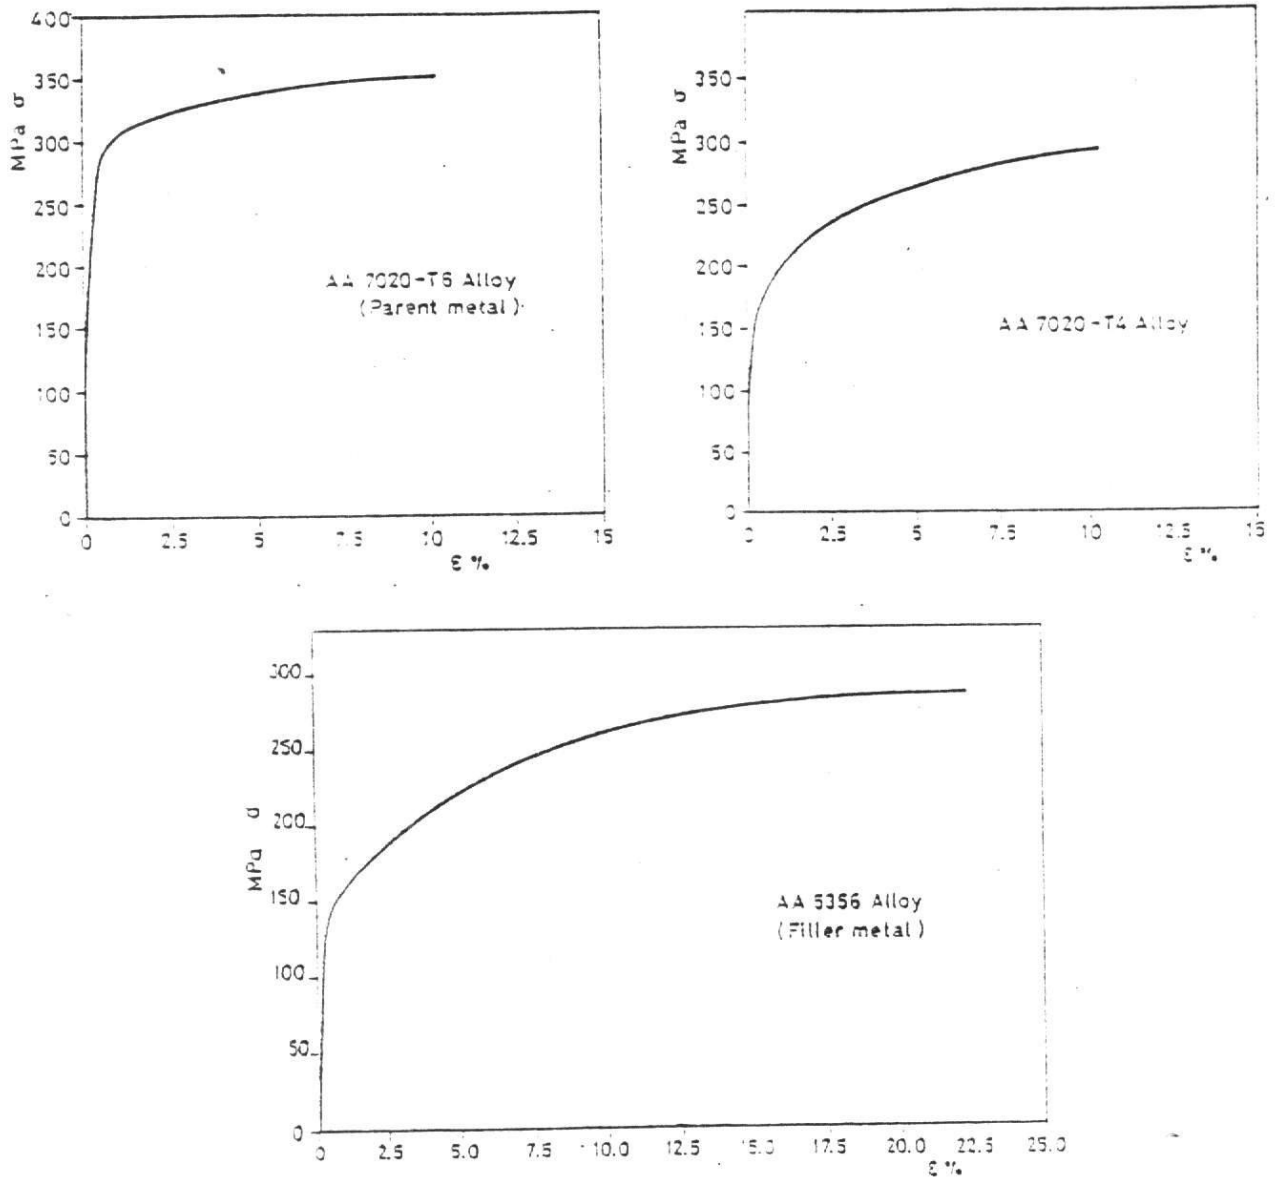 400
350
300
250
200
150
100
50
0
MPa σ
AA 7020-T6 Alloy
(Parent metal)
0 2.5 5 7.5 10 12.5 15
ε %
350
300
250
200
150
100
50
0
MPa σ
AA 7020-T4 Alloy
0 2.5 5 7.5 10 12.5 15
ε %
300
250
200
150
100
50
0
MPa σ
AA 5356 Alloy
(Filler metal)
0 2.5 5.0 7.5 10.0 12.5 15.0 17.5 20.0 22.5 25.0
ε %